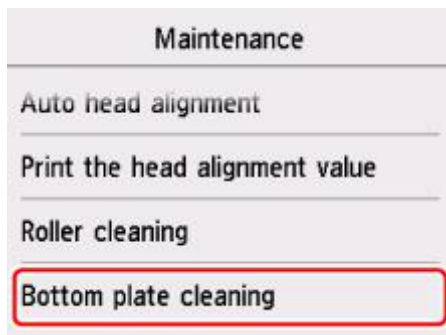 Maintenance
Auto head alignment
Print the head alignment value
Roller cleaning
Bottom plate cleaning